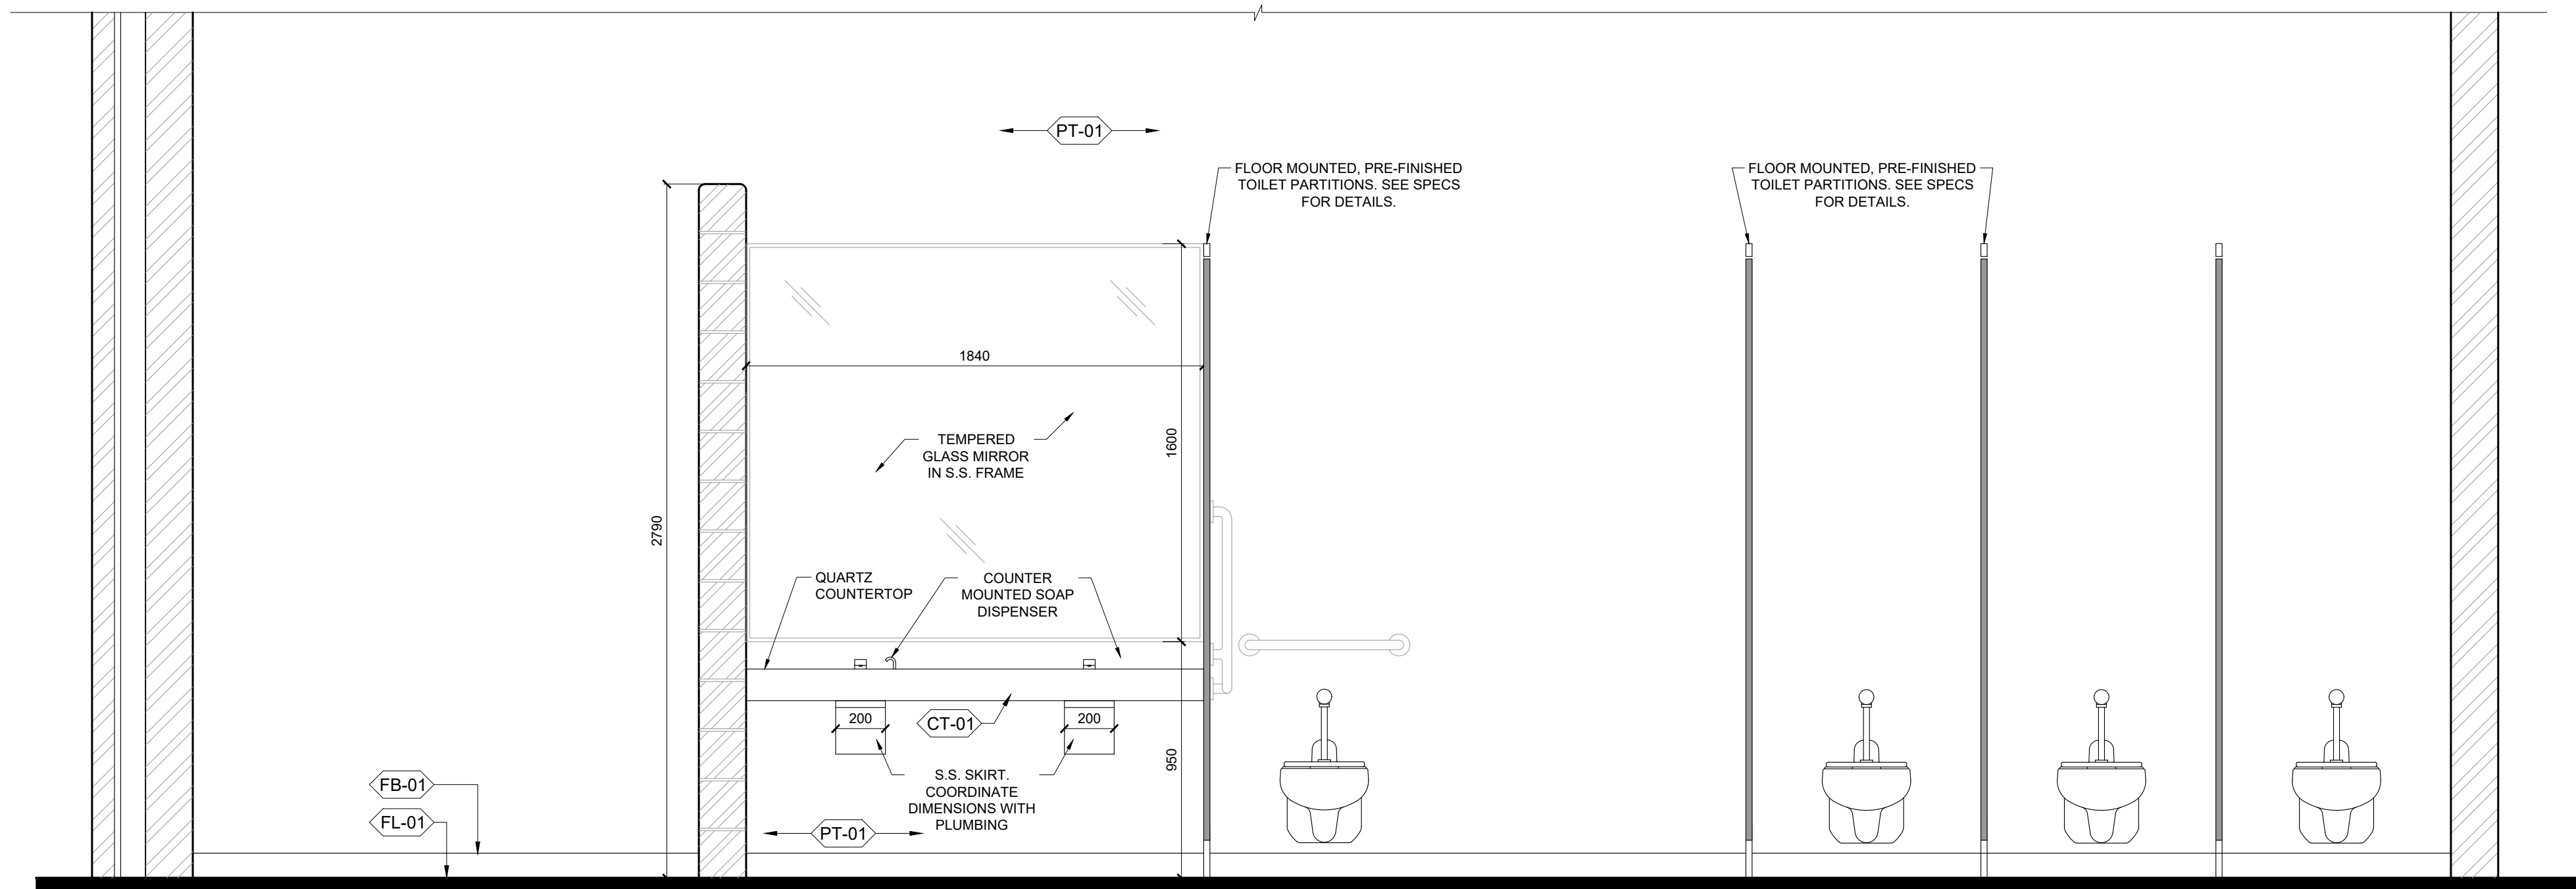 PT-01
FLOOR MOUNTED, PRE-FINISHED
TOILET PARTITIONS. SEE SPECS
FOR DETAILS.
FLOOR MOUNTED, PRE-FINISHED
TOILET PARTITIONS. SEE SPECS
FOR DETAILS.
1840
TEMPERED
GLASS MIRROR
IN S.S. FRAME
1600
2790
QUARTZ
COUNTERTOP
COUNTER
MOUNTED SOAP
DISPENSER
200
CT-01
200
950
S.S. SKIRT.
COORDINATE
DIMENSIONS WITH
PLUMBING
FB-01
FL-01
PT-01